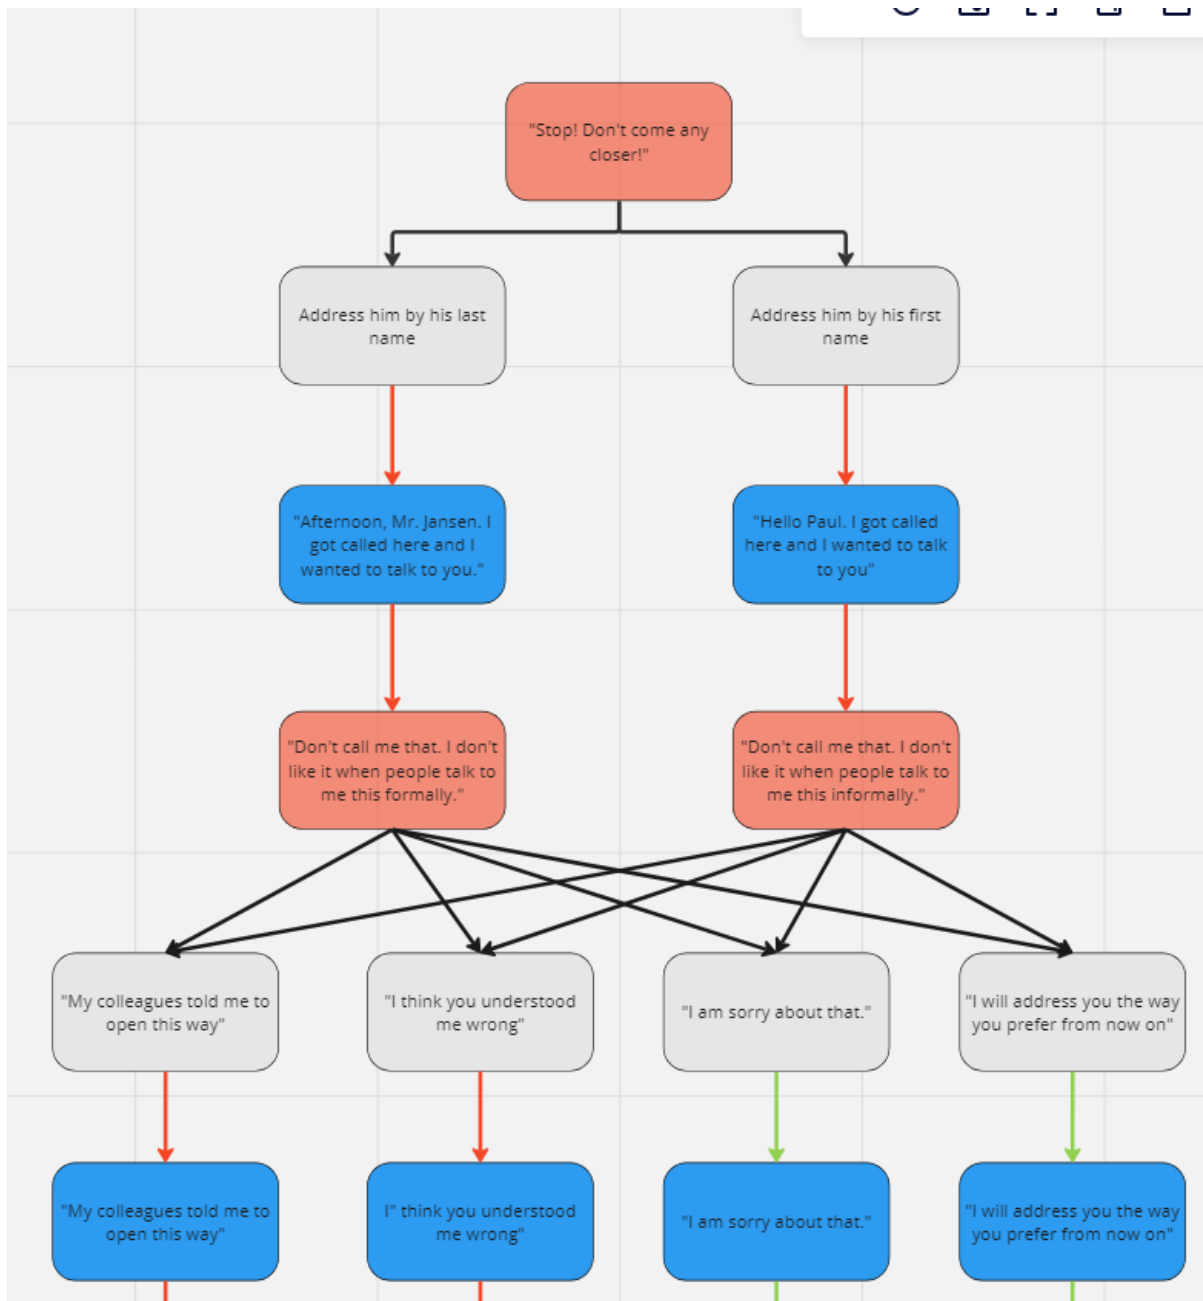 "Stop! Don't come any
closer!"
Address him by his last
name
Address him by his first
name
"Afternoon, Mr. Jansen. I
got called here and I
wanted to talk to you."
"Hello Paul. I got called
here and I wanted to talk
to you"
"Don't call me that. I don't
like it when people talk to
me this formally."
"Don't call me that. I don't
like it when people talk to
me this informally."
"My colleagues told me to
open this way"
"I think you understood
me wrong"
"I am sorry about that."
"I will address you the way
you prefer from now on"
"My colleagues told me to
open this way"
I" think you understood
me wrong"
"I am sorry about that."
"I will address you the way
you prefer from now on"